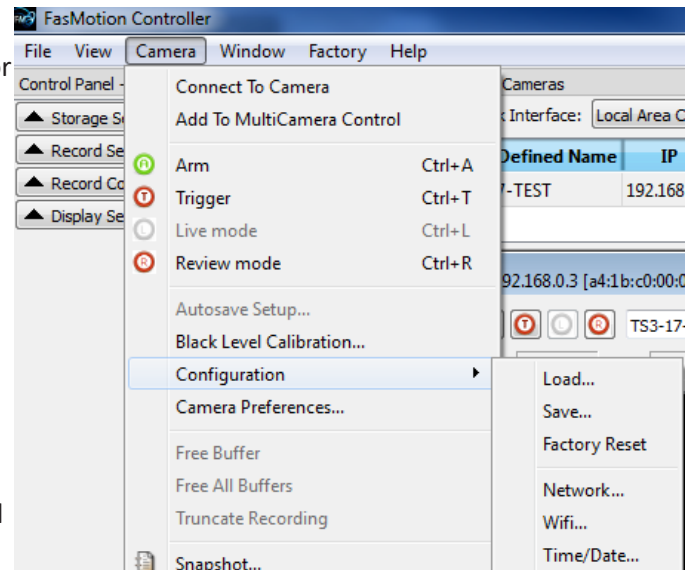 FasMotion Controller
File View Camera Window Factory Help
or
Control Panel -
Cameras
Connect To Camera
Storage Se
Interface: Local Area C
Add To MultiCamera Control
Defined Name IP
Record Se
Arm Ctrl+A
Record Co
7-TEST 192.168
Trigger Ctrl+T
Display Se
Live mode Ctrl+L
Review mode Ctrl+R
92.168.0.3 [a4:1b:c0:00:0
Autosave Setup...
TS3-17-
Black Level Calibration...
Configuration
Load...
Camera Preferences...
Save...
Factory Reset
Free Buffer
Free All Buffers
Network...
Truncate Recording
Wifi...
Time/Date...
Snapshot...